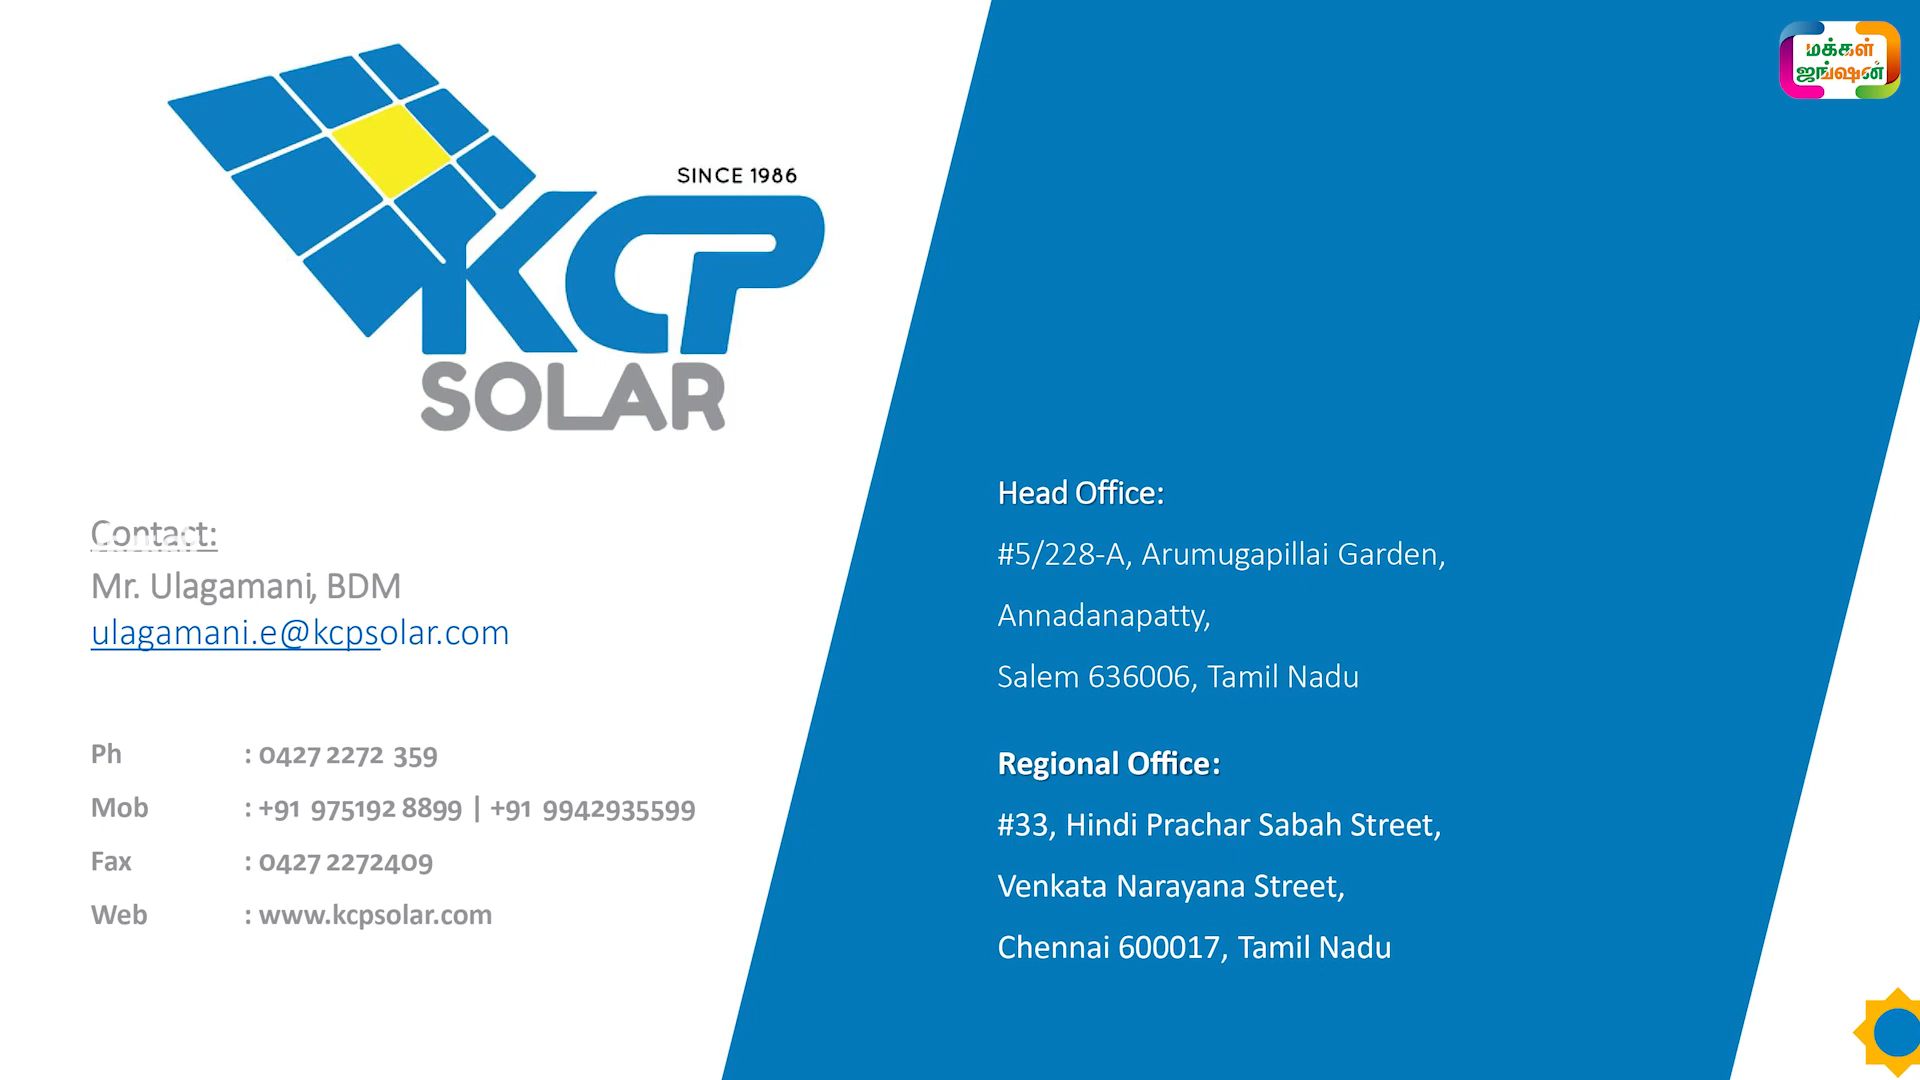 மக்கள்
ஜங்ஷன்
SINCE 1986
KCP
SOLAR
Contact:
Mr. Ulagamani, BDM
ulagamani.e@kcpsolar.com
Ph : 0427 2272 359
Mob : +91 975192 8899 | +91 9942935599
Fax : 0427 2272409
Web : www.kcpsolar.com
Head Office:
#5/228-A, Arumugapillai Garden,
Annadanapatty,
Salem 636006, Tamil Nadu
Regional Office:
#33, Hindi Prachar Sabah Street,
Venkata Narayana Street,
Chennai 600017, Tamil Nadu